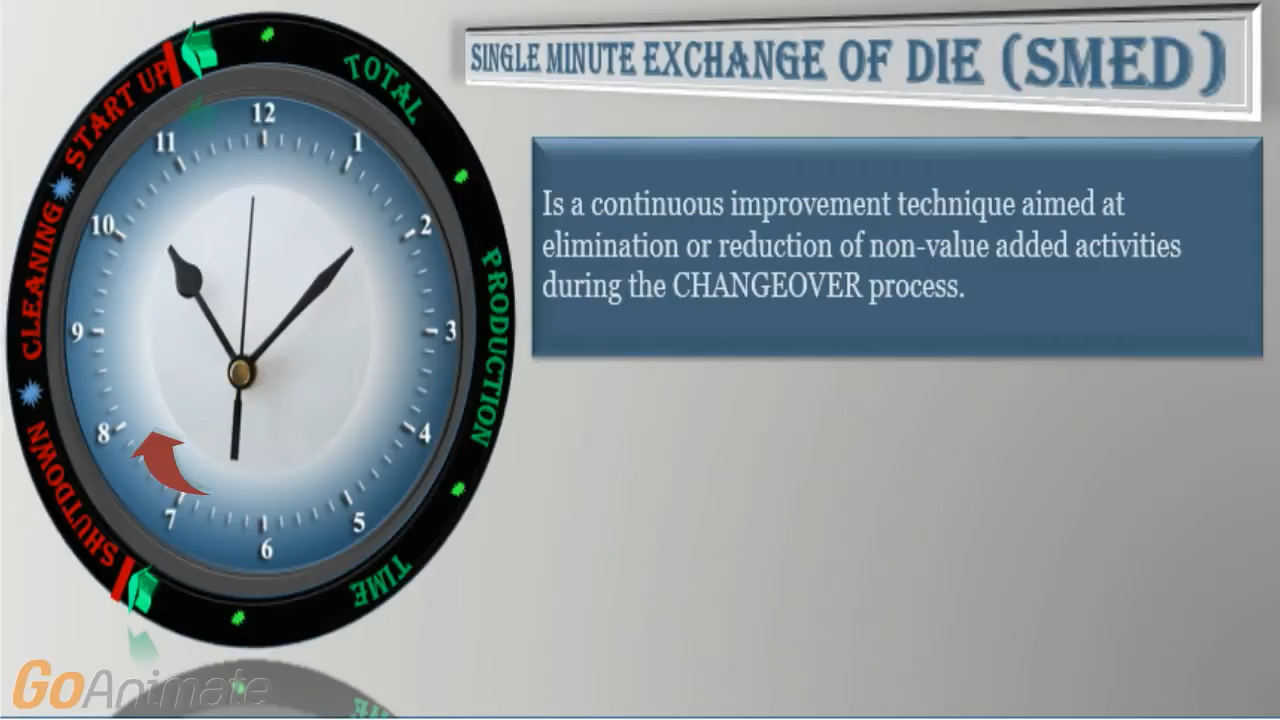 SINGLE MINUTE EXCHANGE OF DIE (SMED)
Is a continuous improvement technique aimed at
elimination or reduction of non-value added activities
during the CHANGEOVER process.
TOTAL
PRODUCTION
TIME
SHUTDOWN
CLEANING
START UP
12
1
2
3
4
5
6
7
8
9
10
11
GoAnimate